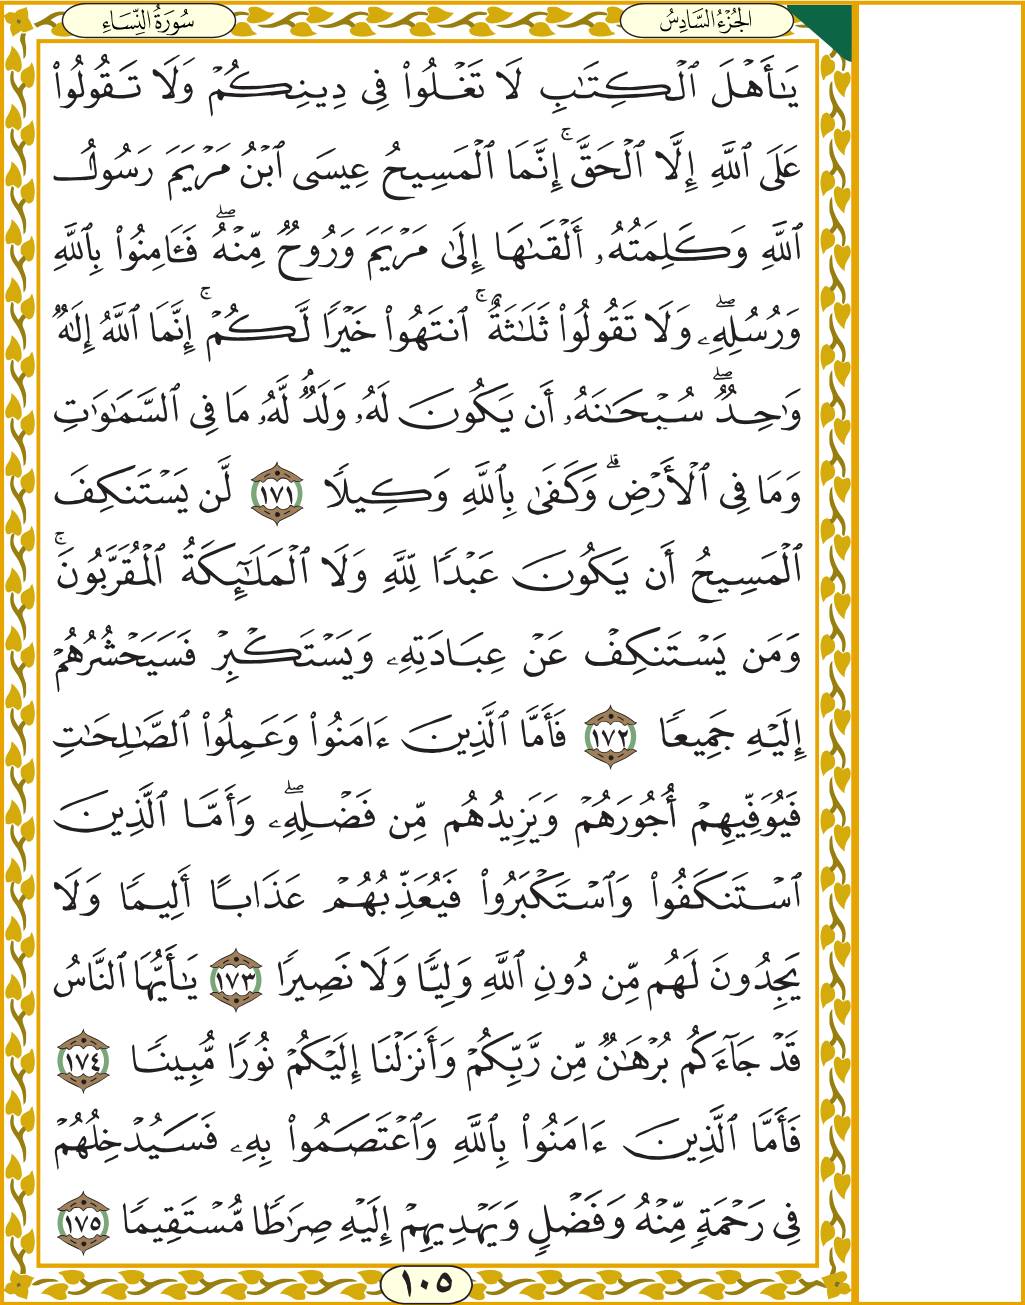 الجُزْءُ السَّادِسُ
سُورَةُ النِّسَاءِ
يَـٰٓأَهۡلَ ٱلۡكِتَـٰبِ لَا تَغۡلُوا۟ فِى دِينِكُمۡ وَلَا تَقُولُوا۟
عَلَى ٱللَّهِ إِلَّا ٱلۡحَقَّۚ إِنَّمَا ٱلۡمَسِيحُ عِيسَى ٱبۡنُ مَرۡيَمَ رَسُولُ
ٱللَّهِ وَكَلِمَتُهُۥٓ أَلۡقَىٰهَآ إِلَىٰ مَرۡيَمَ وَرُوحٌ مِّنۡهُۖ فَـَٔامِنُوا۟ بِٱللَّهِ
وَرُسُلِهِۦۖ وَلَا تَقُولُوا۟ ثَلَـٰثَةٌۚ ٱنتَهُوا۟ خَيۡرًا لَّكُمۡۚ إِنَّمَا ٱللَّهُ إِلَـٰهٌ
وَٰحِدٌۖ سُبۡحَـٰنَهُۥٓ أَن يَكُونَ لَهُۥ وَلَدٌۘ لَّهُۥ مَا فِى ٱلسَّمَـٰوَٰتِ
وَمَا فِى ٱلۡأَرۡضِۗ وَكَفَىٰ بِٱللَّهِ وَكِيلًا ١٧١ لَّن يَسۡتَنكِفَ
ٱلۡمَسِيحُ أَن يَكُونَ عَبۡدًا لِّلَّهِ وَلَا ٱلۡمَلَـٰٓئِكَةُ ٱلۡمُقَرَّبُونَۚ
وَمَن يَسۡتَنكِفۡ عَنۡ عِبَادَتِهِۦ وَيَسۡتَكۡبِرۡ فَسَيَحۡشُرُهُمۡ
إِلَيۡهِ جَمِيعًا ١٧٢ فَأَمَّا ٱلَّذِينَ ءَامَنُوا۟ وَعَمِلُوا۟ ٱلصَّـٰلِحَـٰتِ
فَيُوَفِّيهِمۡ أُجُورَهُمۡ وَيَزِيدُهُم مِّن فَضۡلِهِۦۖ وَأَمَّا ٱلَّذِينَ
ٱسۡتَنكَفُوا۟ وَٱسۡتَكۡبَرُوا۟ فَيُعَذِّبُهُمۡ عَذَابًا أَلِيمًا وَلَا
يَجِدُونَ لَهُم مِّن دُونِ ٱللَّهِ وَلِيًّا وَلَا نَصِيرًا ١٧٣ يَـٰٓأَيُّهَا ٱلنَّاسُ
قَدۡ جَآءَكُم بُرۡهَـٰنٌ مِّن رَّبِّكُمۡ وَأَنزَلۡنَآ إِلَيۡكُمۡ نُورًا مُّبِينًا ١٧٤
فَأَمَّا ٱلَّذِينَ ءَامَنُوا۟ بِٱللَّهِ وَٱعۡتَصَمُوا۟ بِهِۦ فَسَيُدۡخِلُهُمۡ
فِى رَحۡمَةٍ مِّنۡهُ وَفَضۡلٍ وَيَهۡدِيهِمۡ إِلَيۡهِ صِرَٰطًا مُّسۡتَقِيمًا ١٧٥
١٠٥